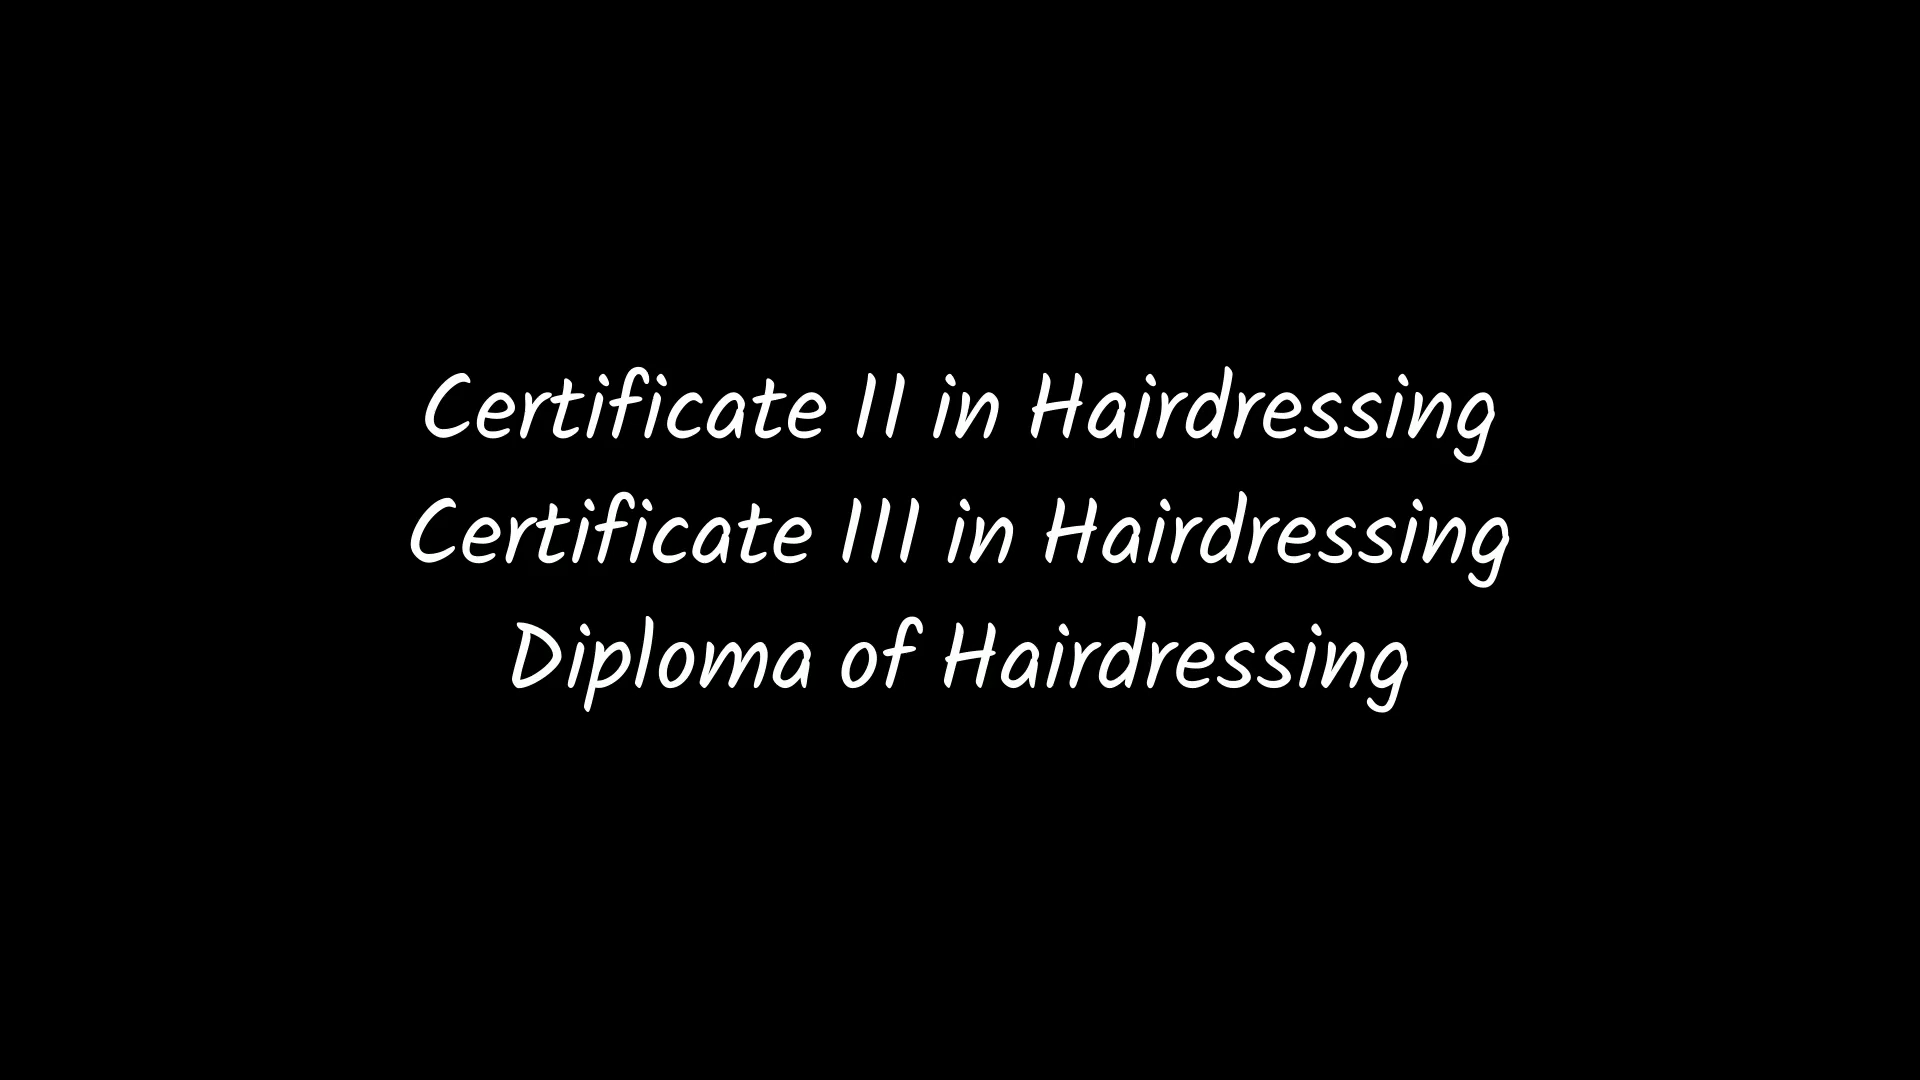 Certificate II in Hairdressing
Certificate III in Hairdressing
Diploma of Hairdressing